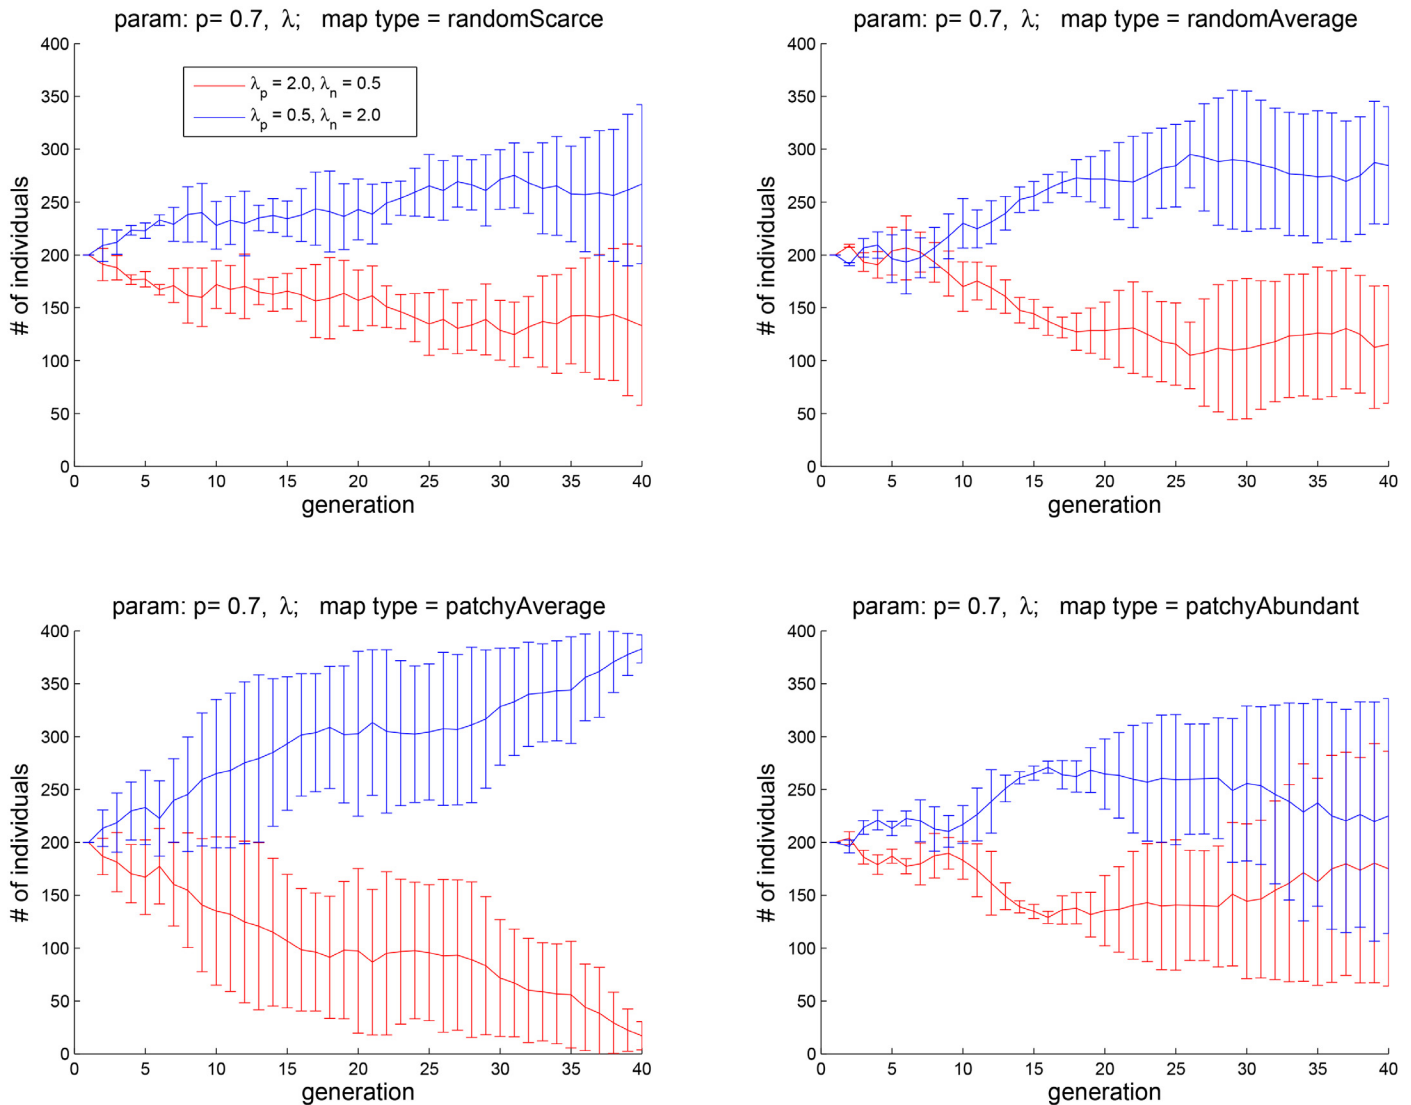 param: p= 0.7, λ; map type = randomScarce
400
350
300
250
200
150
100
50
0
# of individuals
λp = 2.0, λn = 0.5
λp = 0.5, λn = 2.0
0 5 10 15 20 25 30 35 40
generation
param: p= 0.7, λ; map type = randomAverage
400
350
300
250
200
150
100
50
0
# of individuals
0 5 10 15 20 25 30 35 40
generation
param: p= 0.7, λ; map type = patchyAverage
400
350
300
250
200
150
100
50
0
# of individuals
0 5 10 15 20 25 30 35 40
generation
param: p= 0.7, λ; map type = patchyAbundant
400
350
300
250
200
150
100
50
0
# of individuals
0 5 10 15 20 25 30 35 40
generation